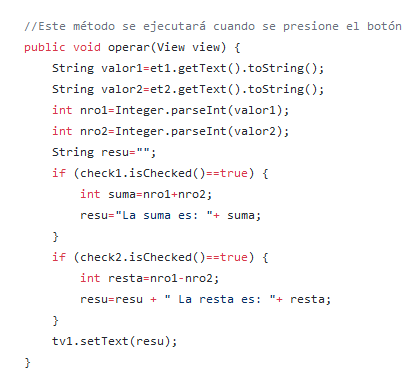 //Este método se ejecutará cuando se presione el botón
public void operar(View view) {
    String valor1=et1.getText().toString();
    String valor2=et2.getText().toString();
    int nro1=Integer.parseInt(valor1);
    int nro2=Integer.parseInt(valor2);
    String resu="";
    if (check1.isChecked()==true) {
        int suma=nro1+nro2;
        resu="La suma es: "+ suma;
    }
    if (check2.isChecked()==true) {
        int resta=nro1-nro2;
        resu=resu + " La resta es: "+ resta;
    }
    tv1.setText(resu);
}